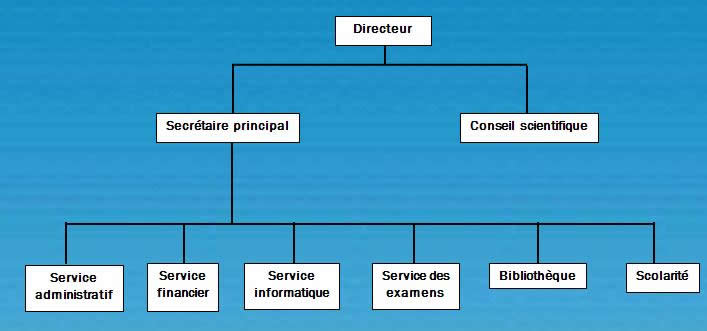 Directeur
Secrétaire principal
Conseil scientifique
Service
administratif
Service
financier
Service
informatique
Service des
examens
Bibliothèque
Scolarité